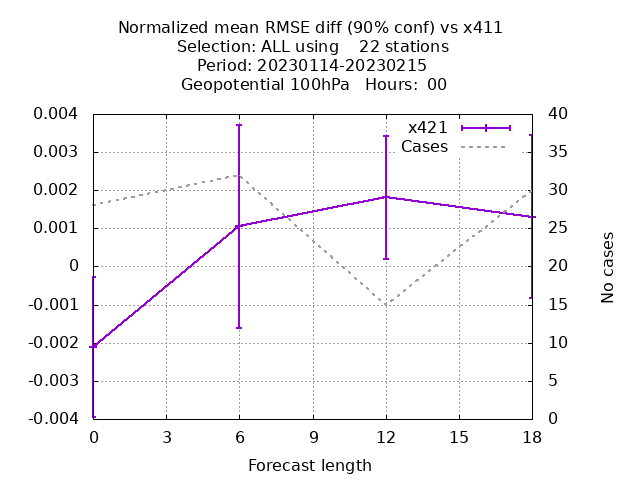 Normalized mean RMSE diff (90% conf) vs x411
Selection: ALL using    22 stations
Period: 20230114-20230215
Geopotential 100hPa   Hours:  00
x421
Cases
0.004
0.003
0.002
0.001
0
-0.001
-0.002
-0.003
-0.004
40
35
30
25
20
15
10
5
0
No cases
0 3 6 9 12 15 18
Forecast length